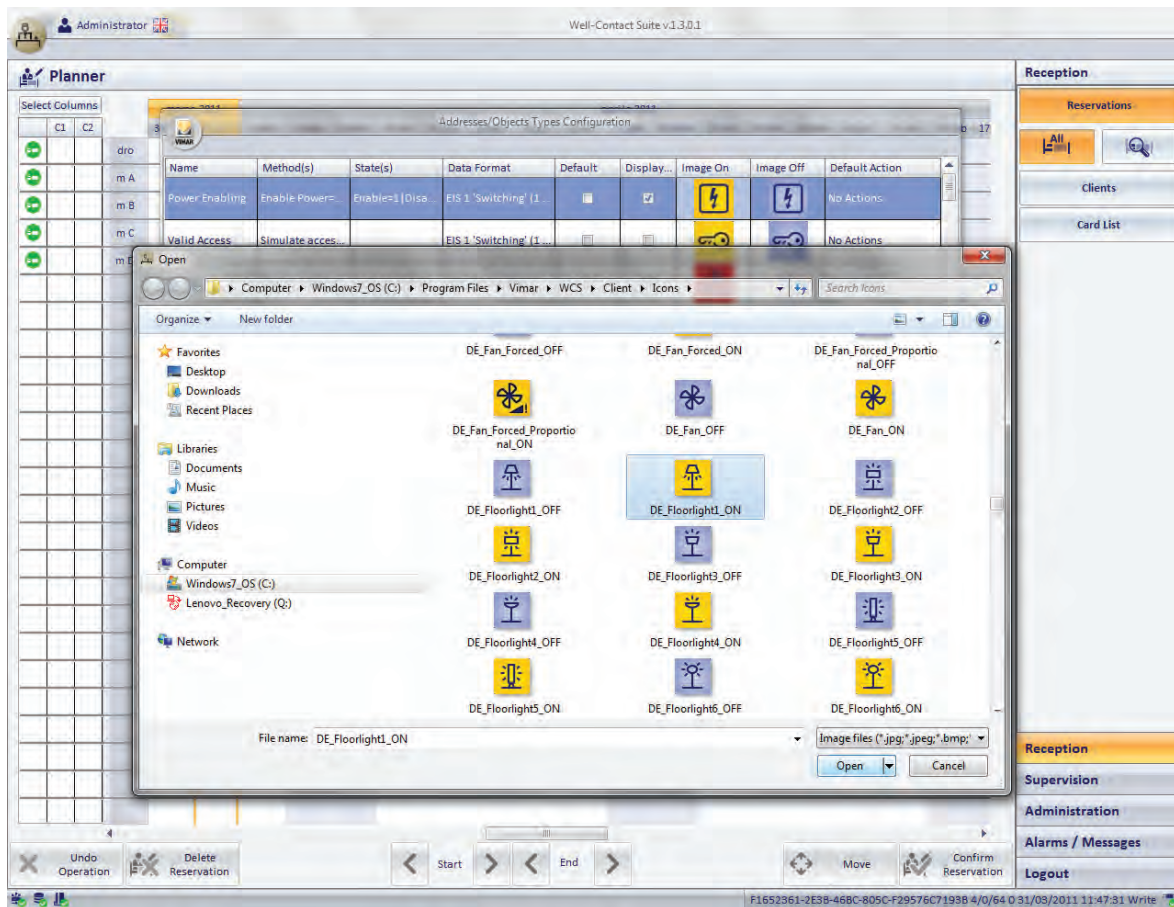 Administrator
Well-Contact Suite v.1.3.0.1
Planner
Reception
Select Columns
C1 C2
Addresses/Objects Types Configuration
17
Reservations
VIMAR
dro
All
Name Method(s) State(s) Data Format Default Display... Image On Image Off Default Action
m A
Power Enabling Enable Power=... Enable=1|Disa... EIS 1 'Switching' (1 ... No Actions
Clients
m B
m C
Valid Access Simulate acces... EIS 1 'Switching' (1 ... No Actions
Card List
Open
Computer Windows7_OS (C:) Program Files Vimar WCS Client Icons
Search Icons
Organize New folder
Favorites
Desktop
Downloads
Recent Places
Libraries
Documents
Music
Pictures
Videos
Computer
Windows7_OS (C:)
Lenovo_Recovery (Q:)
Network
DE_Fan_Forced_OFF DE_Fan_Forced_ON DE_Fan_Forced_Proportio
nal_OFF
DE_Fan_Forced_Proportio DE_Fan_OFF DE_Fan_ON
nal_ON
DE_Floorlight1_OFF DE_Floorlight1_ON DE_Floorlight2_OFF
DE_Floorlight2_ON DE_Floorlight3_OFF DE_Floorlight3_ON
DE_Floorlight4_OFF DE_Floorlight4_ON DE_Floorlight5_OFF
DE_Floorlight5_ON DE_Floorlight6_OFF DE_Floorlight6_ON
File name: DE_Floorlight1_ON
Image files (*.jpg;*.jpeg;*.bmp;
Open Cancel
Reception
Supervision
Administration
Alarms / Messages
Logout
Undo
Operation
Delete
Reservation
Start
End
Move
Confirm
Reservation
F1652361-2E3B-46BC-805C-F29576C7193B 4/0/64 0 31/03/2011 11:47:31 Write